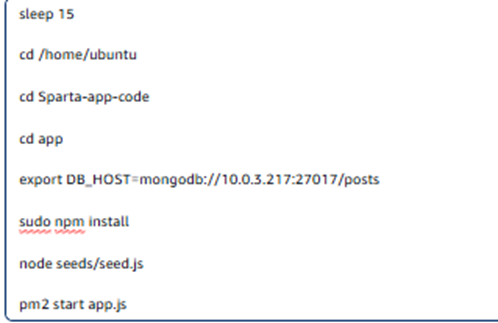 sleep 15
cd /home/ubuntu
cd Sparta-app-code
cd app
export DB_HOST=mongodb://10.0.3.217:27017/posts
sudo npm install
node seeds/seed.js
pm2 start app.js